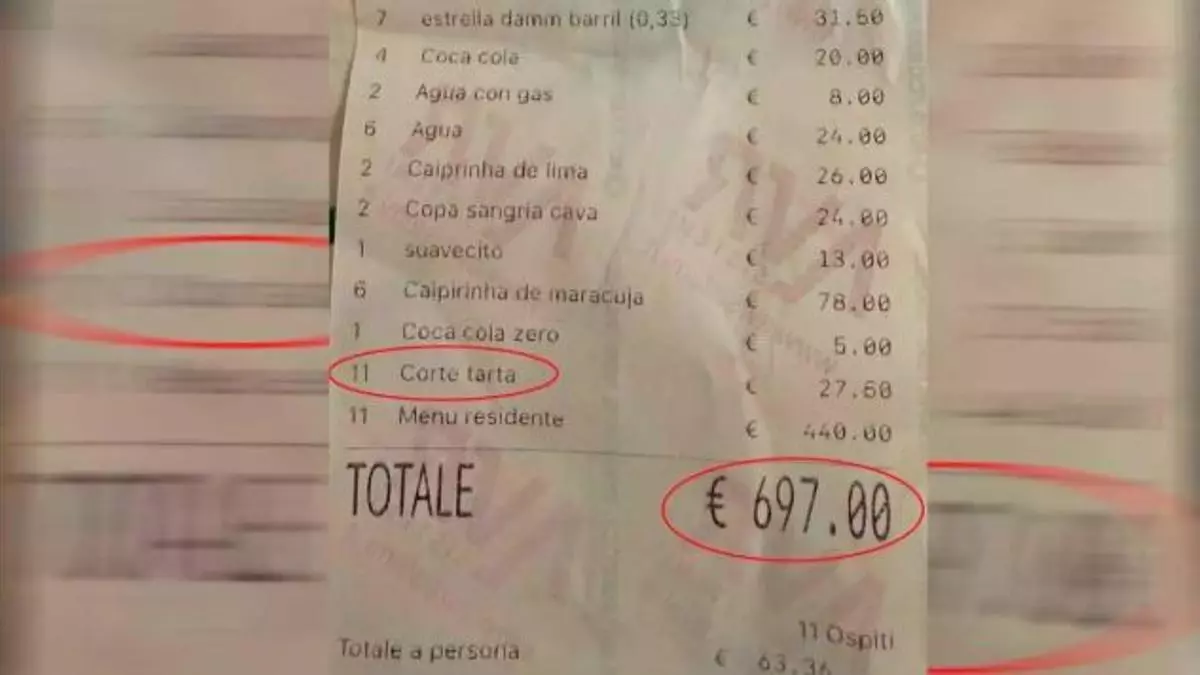 7 estrella damm barril (0,33) € 31.50
4 Coca cola € 20.00
2 Agua con gas € 8.00
6 Agua € 24.00
2 Caiprinha de lima € 26.00
2 Copa sangria cava € 24.00
1 suavecito € 13.00
6 Caipirinha de maracuja € 78.00
1 Coca cola zero € 5.00
11 Corte tarta € 27.50
11 Menu residente € 440.00
TOTALE € 697.00
11 Ospiti
Totale a persona € 63.36